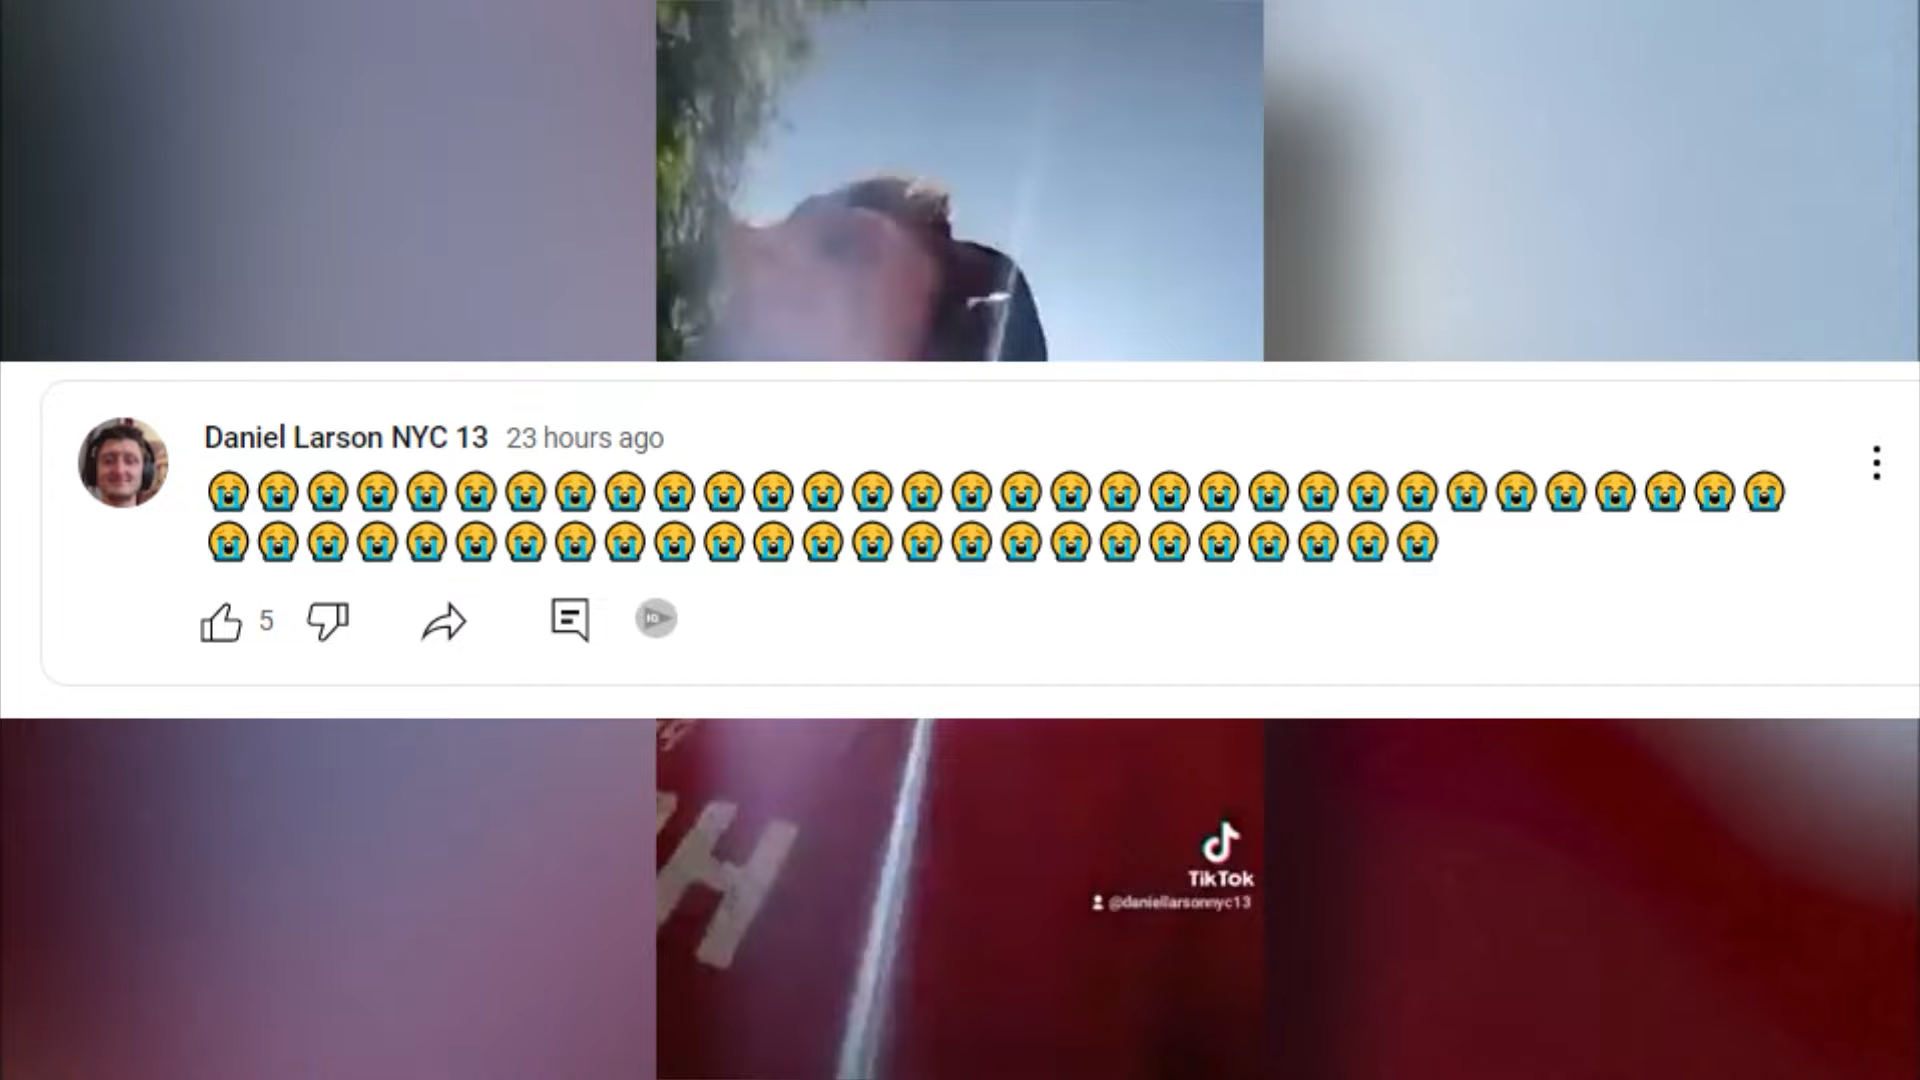 Daniel Larson NYC 13 23 hours ago
😭😭😭😭😭😭😭😭😭😭😭😭😭😭😭😭😭😭😭😭😭😭😭😭😭😭😭😭😭😭😭😭
😭😭😭😭😭😭😭😭😭😭😭😭😭😭😭😭😭😭😭😭😭😭😭😭😭
5
H
TikTok
@daniellarsonnyc13